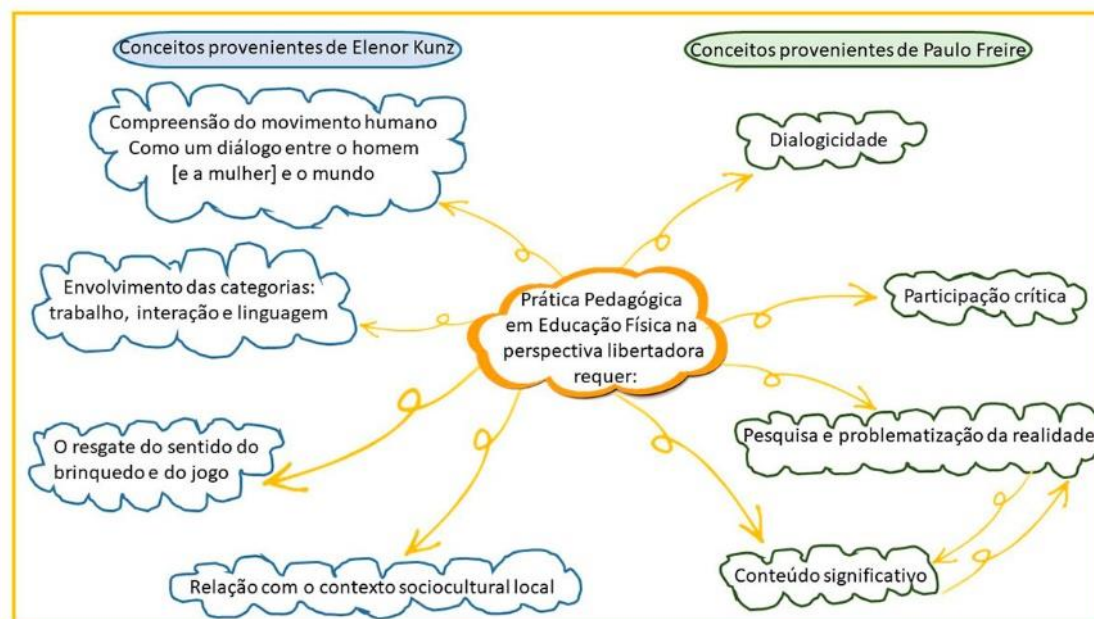 Conceitos provenientes de Elenor Kunz
Conceitos provenientes de Paulo Freire
Compreensão do movimento humano
Como um diálogo entre o homem
[e a mulher] e o mundo
Dialogicidade
Envolvimento das categorias:
trabalho, interação e linguagem
Prática Pedagógica
em Educação Física na
perspectiva libertadora
requer:
Participação crítica
O resgate do sentido do
brinquedo e do jogo
Pesquisa e problematização da realidade
Relação com o contexto sociocultural local
Conteúdo significativo